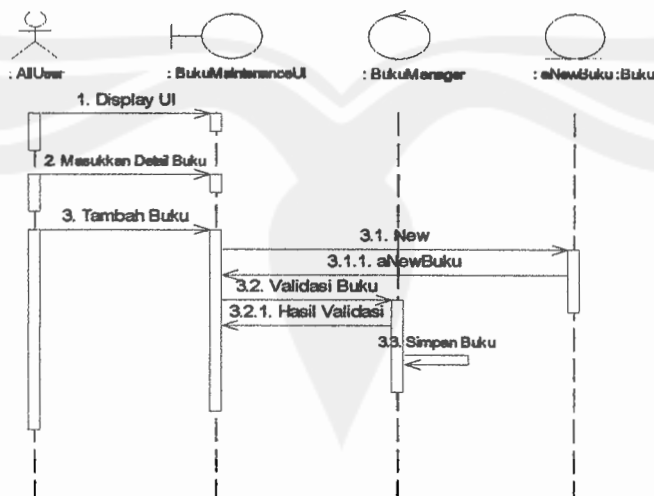 : AllUser
: BukuMaintenanceUI
: BukuManager
: aNewBuku:Buku
1. Display UI
2. Masukkan Detail Buku
3. Tambah Buku
3.1. New
3.1.1. aNewBuku
3.2. Validasi Buku
3.2.1. Hasil Validasi
3.3. Simpan Buku